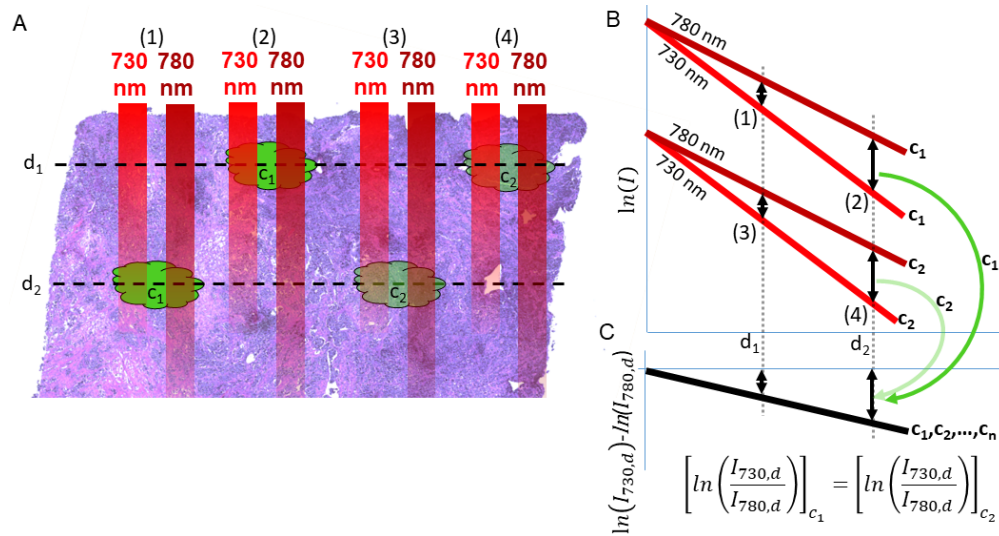 A
(1) (2) (3) (4)
730 780 730 780 730 780 730 780
nm nm nm nm nm nm nm nm
d₁
c₁
c₂
d₂
c₁
c₂
B
ln(I)
780 nm
730 nm
(1)
(2)
c₁
c₁
780 nm
730 nm
(3)
(4)
c₂
c₂
c₁
c₂
d₁
d₂
C
ln(I₇₃₀,d)-ln(I₇₈₀,d)
c₁,c₂,...,cₙ
[ln(I₇₃₀,d/I₇₈₀,d)]c₁ = [ln(I₇₃₀,d/I₇₈₀,d)]c₂